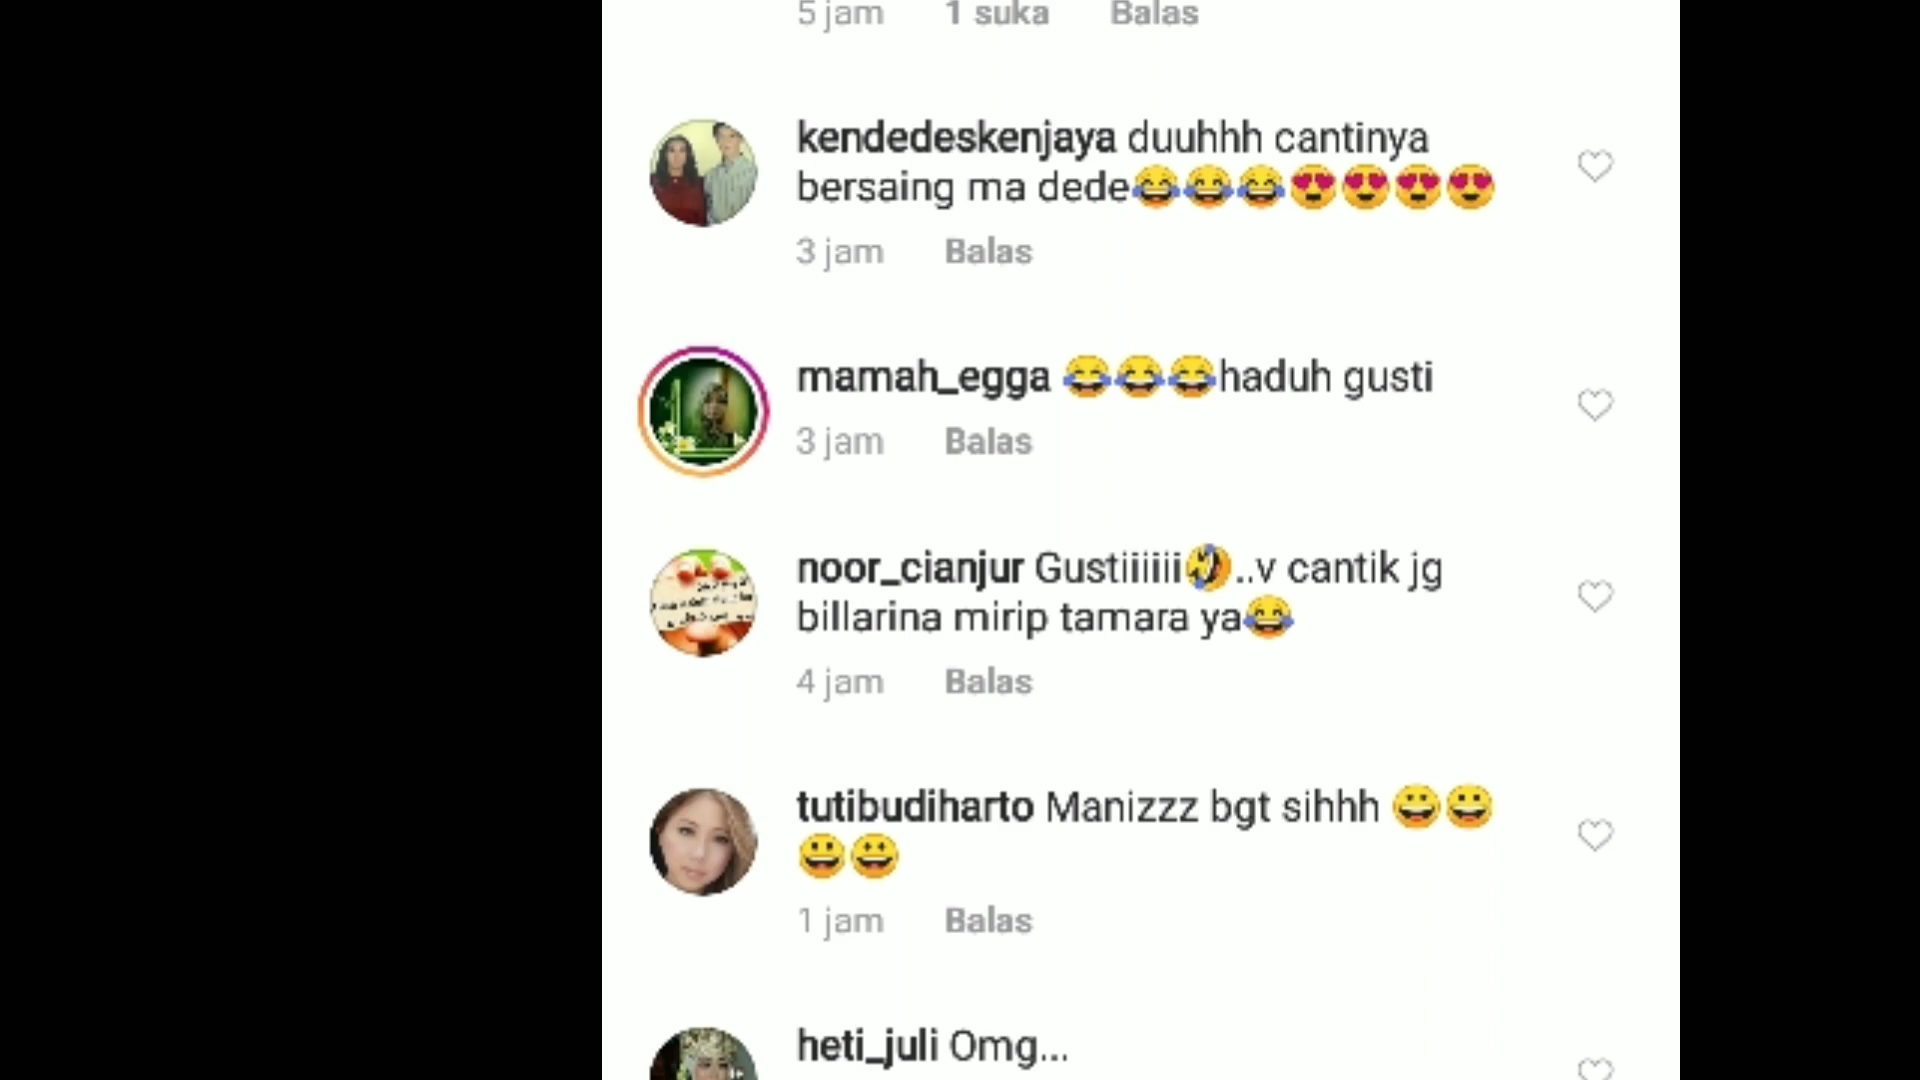 5 jam 1 suka Balas
kendedeskenjaya duuhhh cantinya
bersaing ma dede😂😂😂😍😍😍😍
3 jam Balas
mamah_egga 😂😂😂haduh gusti
3 jam Balas
noor_cianjur Gustiiiiiii🤣..v cantik jg
billarina mirip tamara ya😂
4 jam Balas
tutibudiharto Manizzz bgt sihhh 😀😀
😀😀
1 jam Balas
heti_juli Omg...